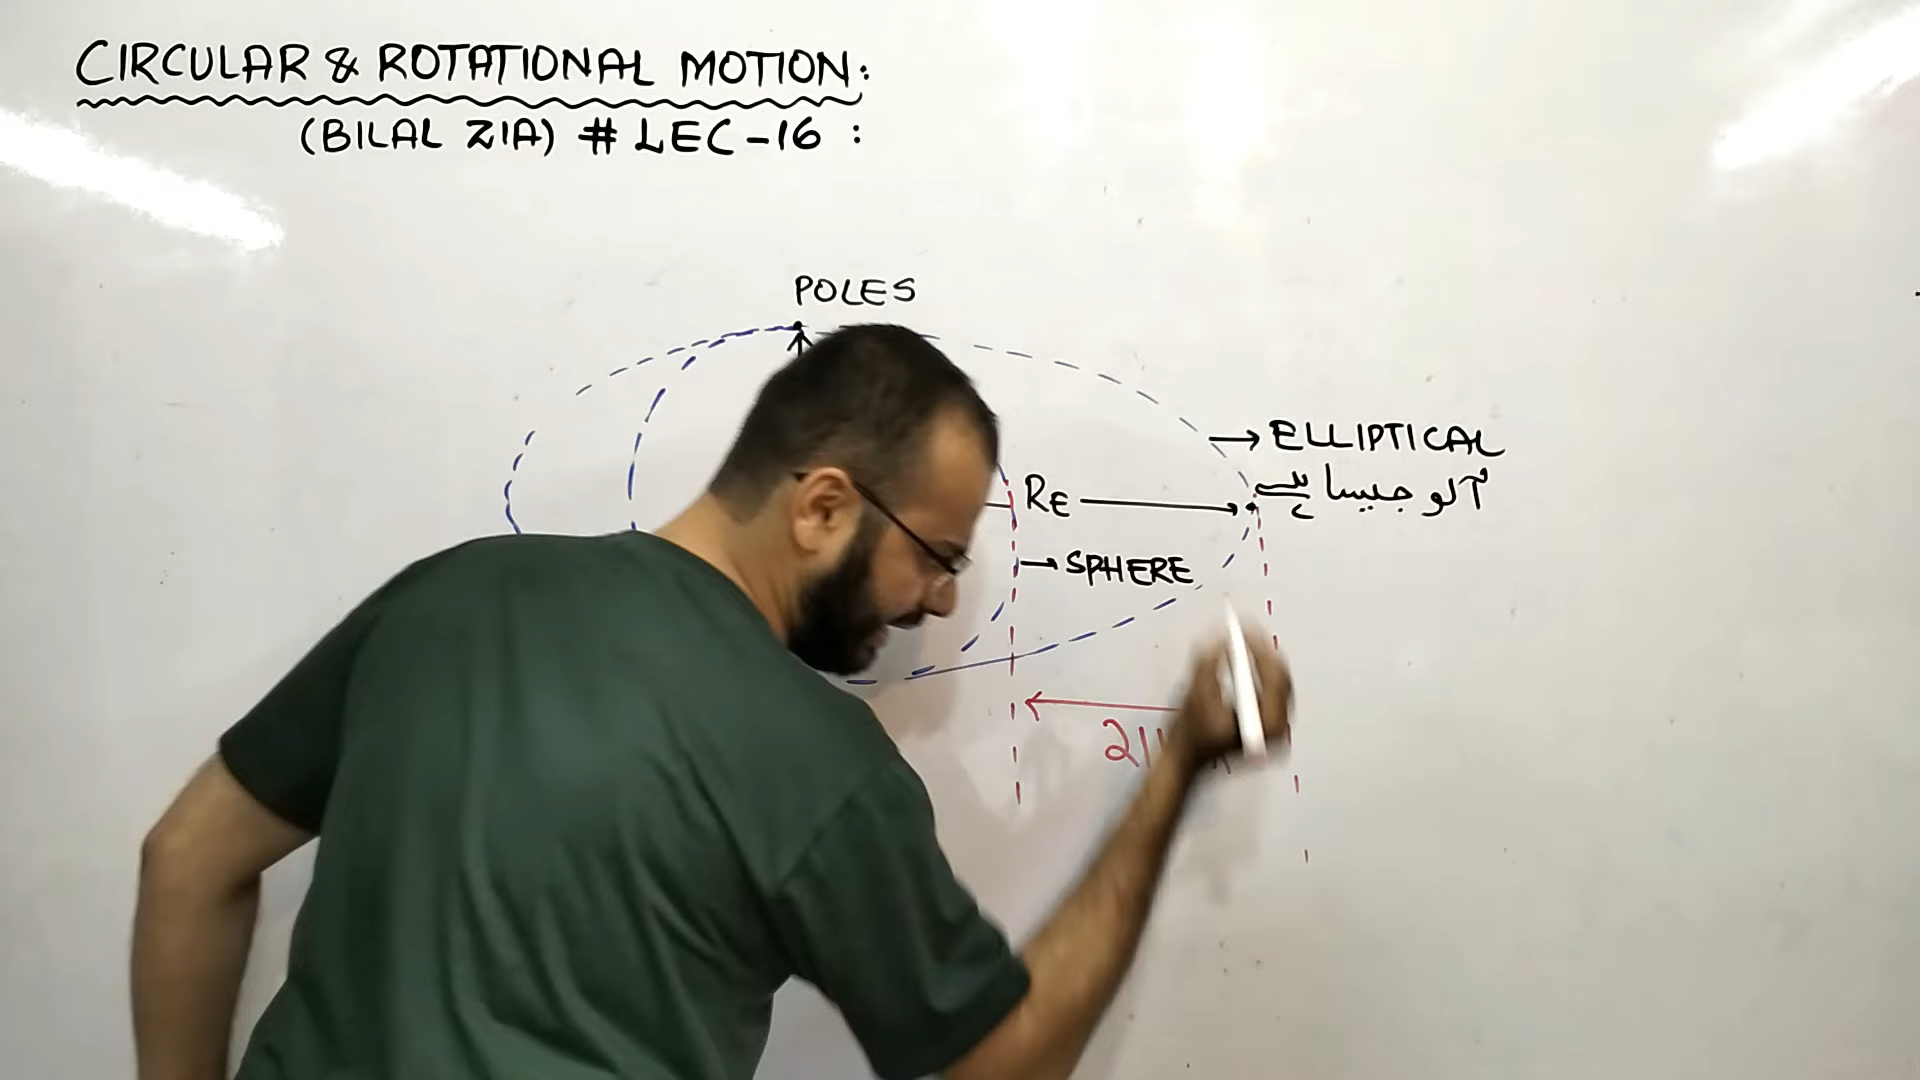 CIRCULAR & ROTATIONAL MOTION:
(BILAL ZIA) # LEC-16 :
POLES
→ ELLIPTICAL
آلو جیسا ہے
RE
→ SPHERE